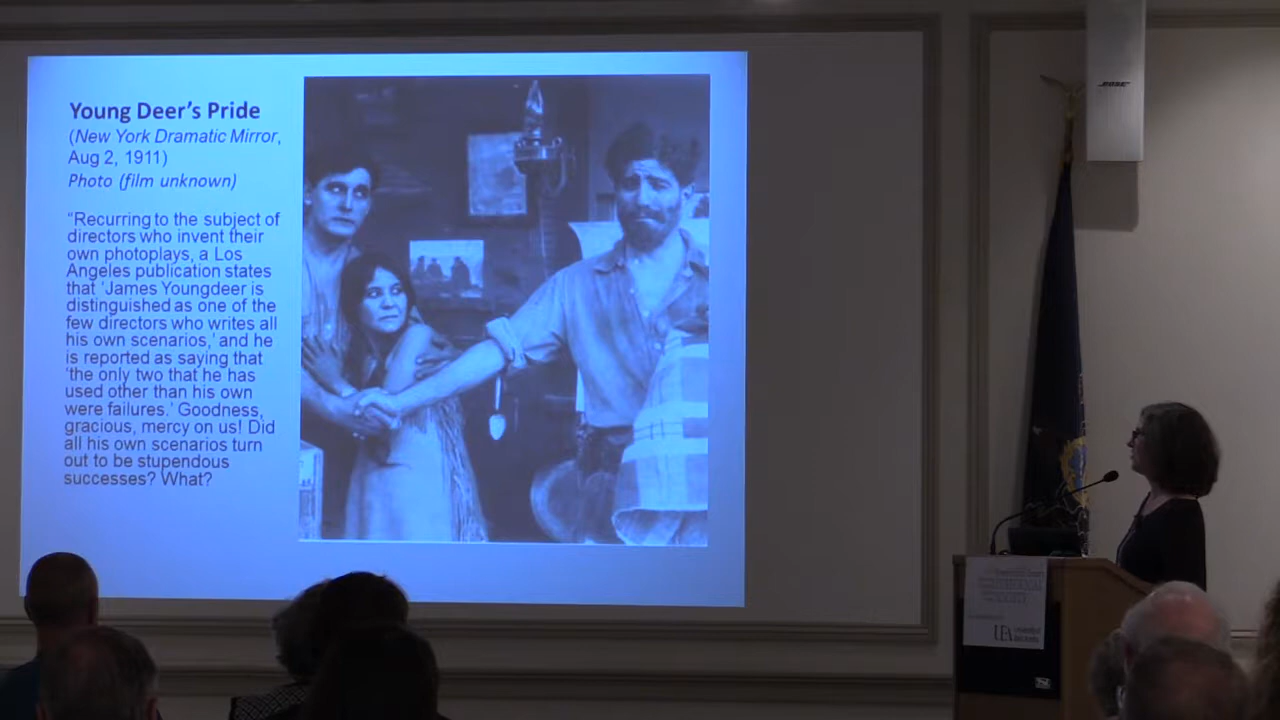 Young Deer's Pride
(New York Dramatic Mirror,
Aug 2, 1911)
Photo (film unknown)
“Recurring to the subject of
directors who invent their
own photoplays, a Los
Angeles publication states
that ‘James Youngdeer is
distinguished as one of the
few directors who writes all
his own scenarios,’ and he
is reported as saying that
‘the only two that he has
used other than his own
were failures.’ Goodness,
gracious, mercy on us! Did
all his own scenarios turn
out to be stupendous
successes? What?
BOSE
UEA